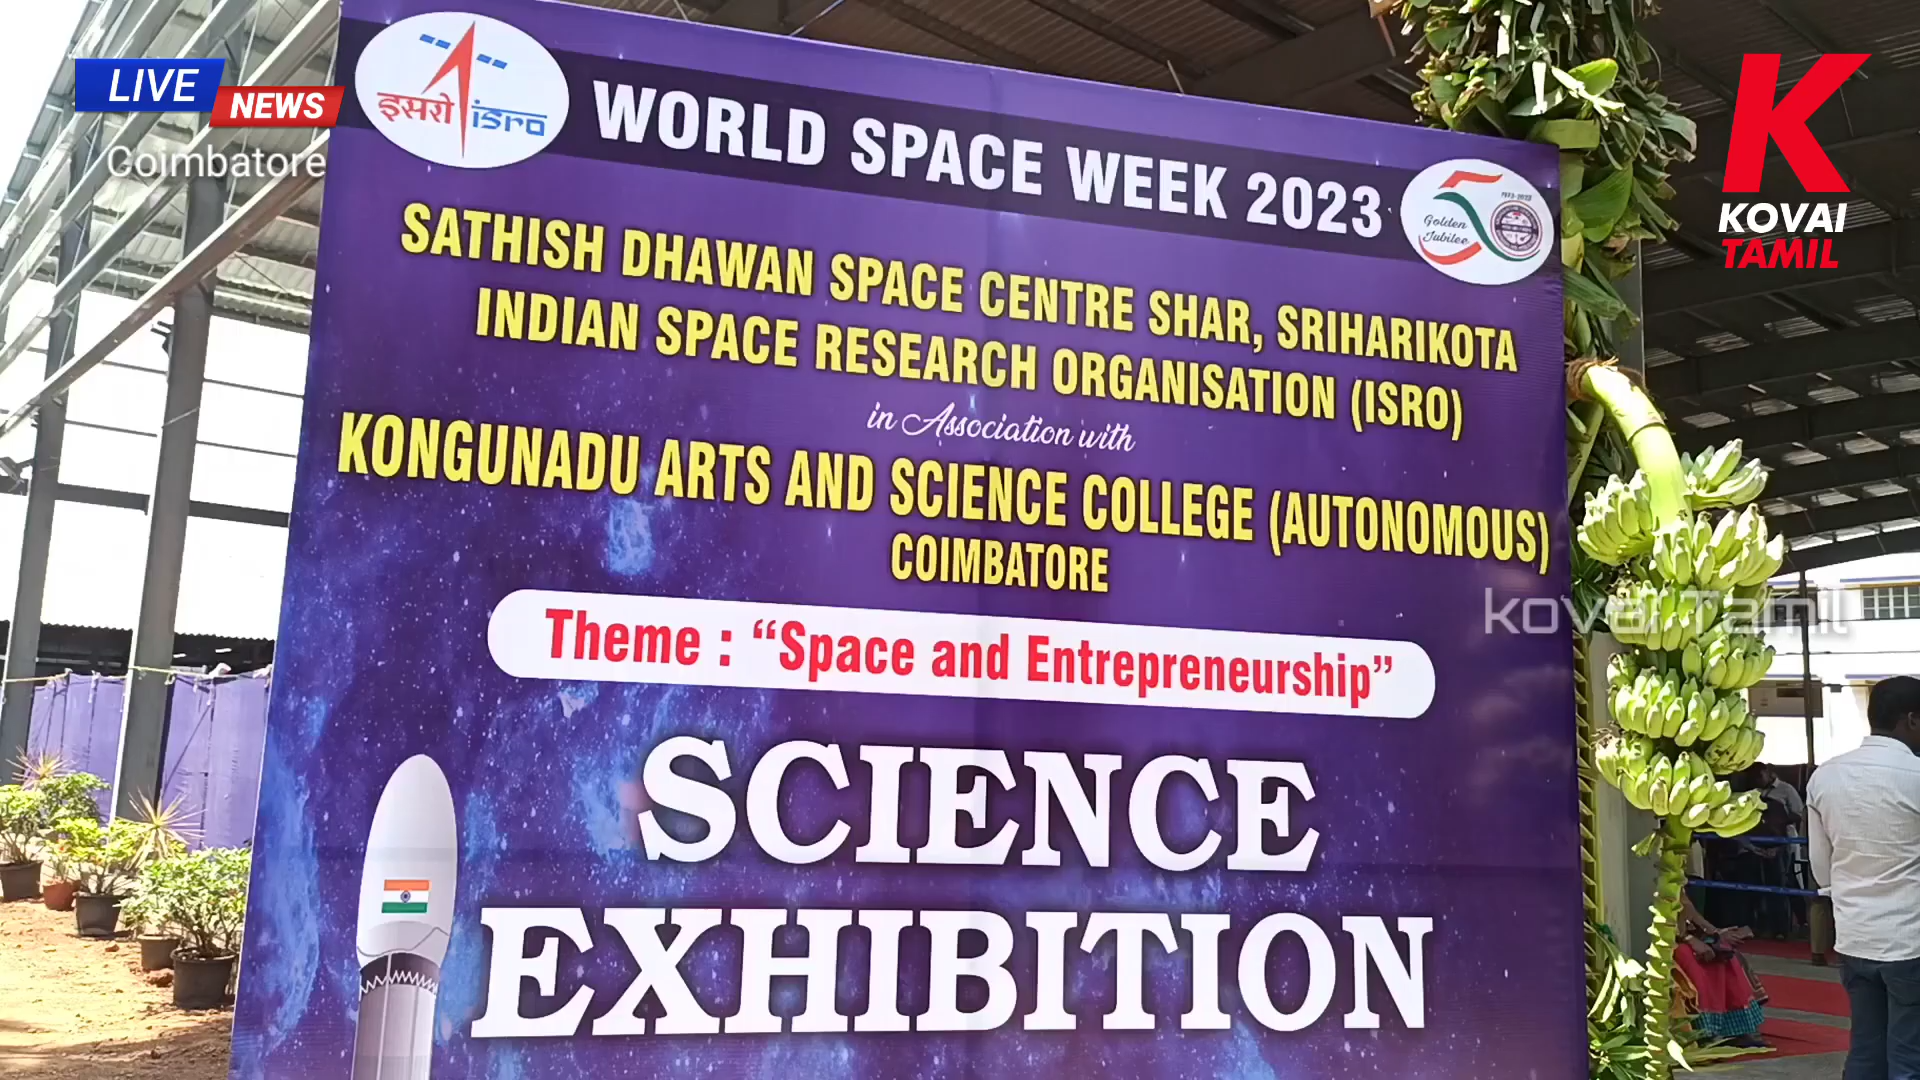 LIVE
NEWS
Coimbatore
इसरो isro
WORLD SPACE WEEK 2023
1973-2023
Golden
Jubilee
K
KOVAI
TAMIL
SATHISH DHAWAN SPACE CENTRE SHAR, SRIHARIKOTA
INDIAN SPACE RESEARCH ORGANISATION (ISRO)
in Association with
KONGUNADU ARTS AND SCIENCE COLLEGE (AUTONOMOUS)
COIMBATORE
kovai Tamil
Theme : “Space and Entrepreneurship”
SCIENCE
EXHIBITION